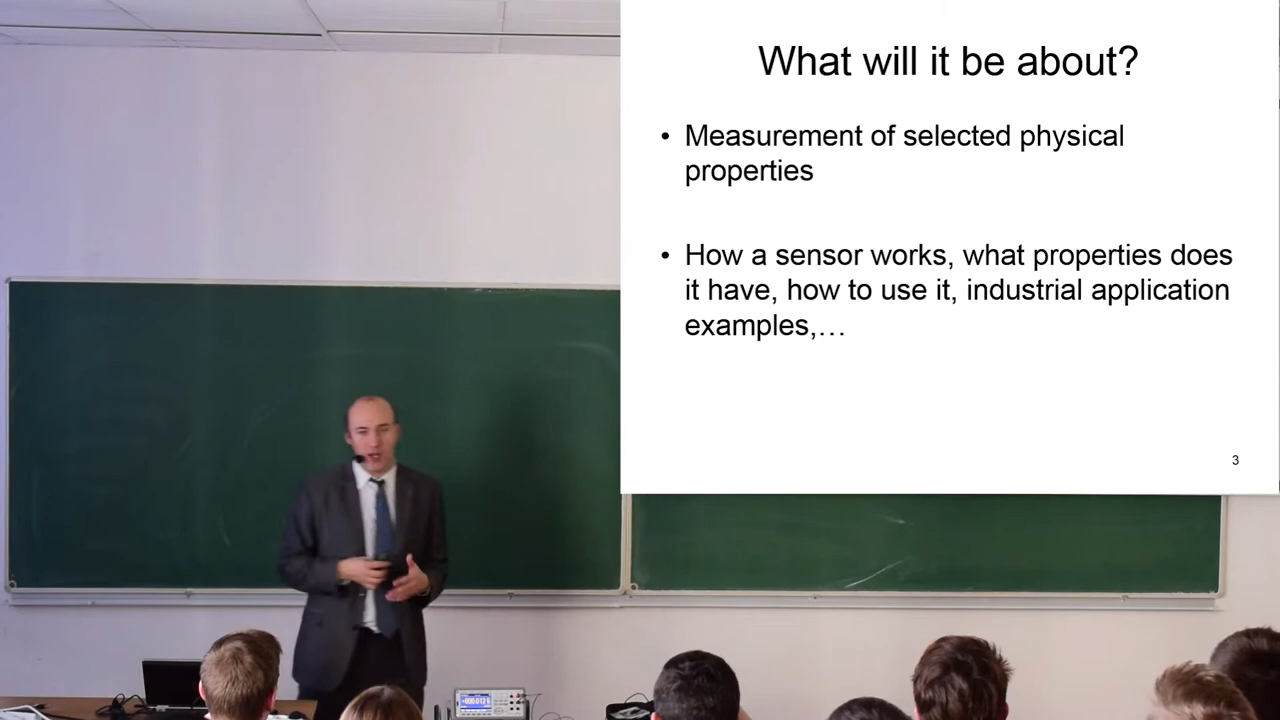 What will it be about?
• Measurement of selected physical
properties
• How a sensor works, what properties does
it have, how to use it, industrial application
examples,…
3